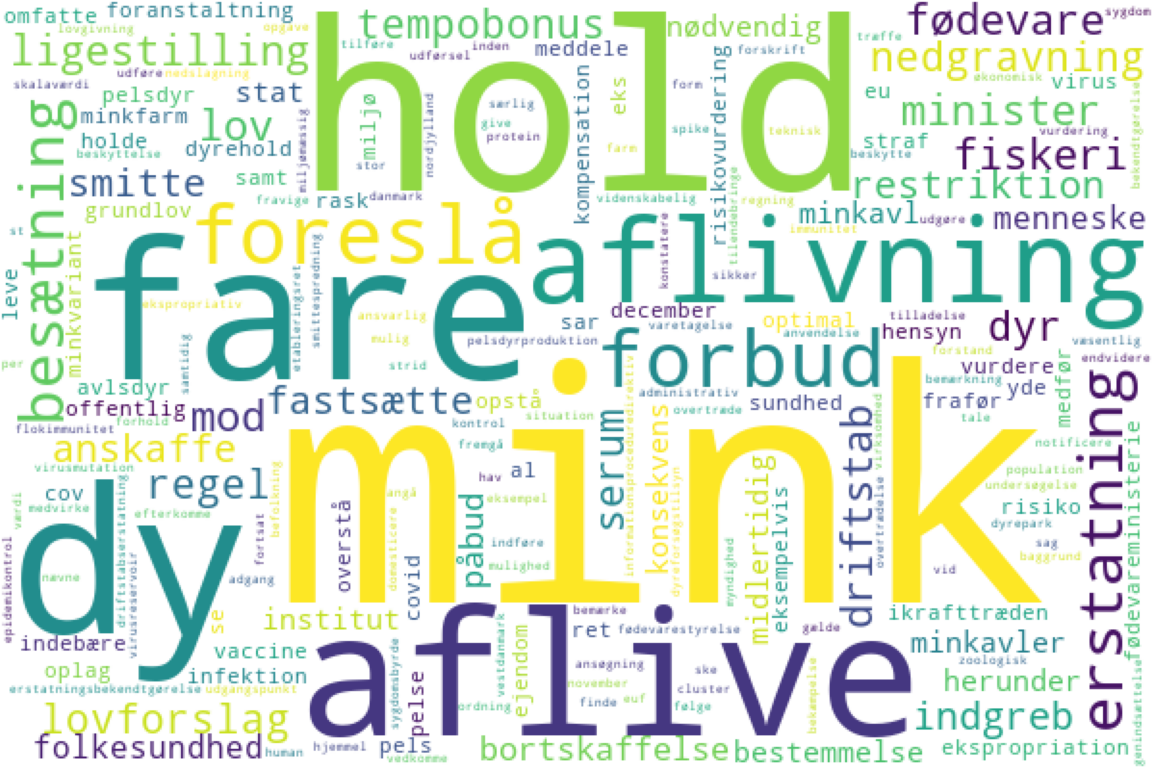 omfatte
foranstaltning
lovgivning
opgave
tempobonus
nødvendig
fødevare
sygdom
ligestilling
tilføre
udførsel
inden
meddele
forskrift
træffe
nedgravning
skalaværdi
udføre
nedslagning
hold
særlig
give
protein
eks
form
spike
teknisk
farm
eu
økonomisk
virus
pelsdyr
stat
minkfarm
lov
miljø
miljømæssig
nordjylland
kompensation
risikovurdering
minister
vurdering
bekendtgørelse
holde
beskyttelse
dyrehold
straf
beskytte
fiskeri
besætning
smitte
samt
stor
danmark
videnskabelig
restriktion
grundlov
fravige
rask
tilendebringe
regning
immunitet
minkavl
udgøre
menneske
st
minkvariant
foreslå
aflivning
konstatere
sikker
leve
fare
ekspropriativ
etableringsret
smittespredning
ansvarlig
mulig
strid
sar
pelsdyrproduktion
december
varetagelse
optimal
anvendelse
tilladelse
hensyn
dyr
væsentlig
per
samtidig
forbud
forstand
vurdere
endvidere
avlsdyr
offentlig
forhold
flokimmunitet
mod
fastsætte
opstå
situation
administrativ
overtræde
sundhed
bemærkning
frafør
yde
medfør
tale
anskaffe
kontrol
fremgå
serum
informationsproceduredirektiv
konsekvens
dyreforsøgstilsyn
driftstab
virksomhed
overtrædelse
notificere
erstatning
fødevareministerie
virusmutation
cov
medvirke
regel
befolkning
mink
hav
al
eksempel
population
undersøgelse
værdi
efterkomme
fortsat
overstå
angå
domesticere
covid
påbud
indføre
mulighed
midlertidig
eksempelvis
risiko
dyrepark
sag
baggrund
dy
nævne
driftstabserstatning
virusreservoir
adgang
myndighed
vid
epidemikontrol
se
institut
aflive
bemærke
ret
fødevarestyrelse
gælde
ikrafttræden
indebære
vaccine
minkavler
zoologisk
oplag
infektion
sygdomsbyrde
pelse
vestdanmark
ejendom
ansøgning
november
ske
cluster
herunder
erstatningsbekendtgørelse
udgangspunkt
ordning
finde
euf
følge
bekæmpelse
genindsættelse
lovforslag
indgreb
folkesundhed
human
hjemmel
pels
vedkomme
bortskaffelse
bestemmelse
ekspropriation